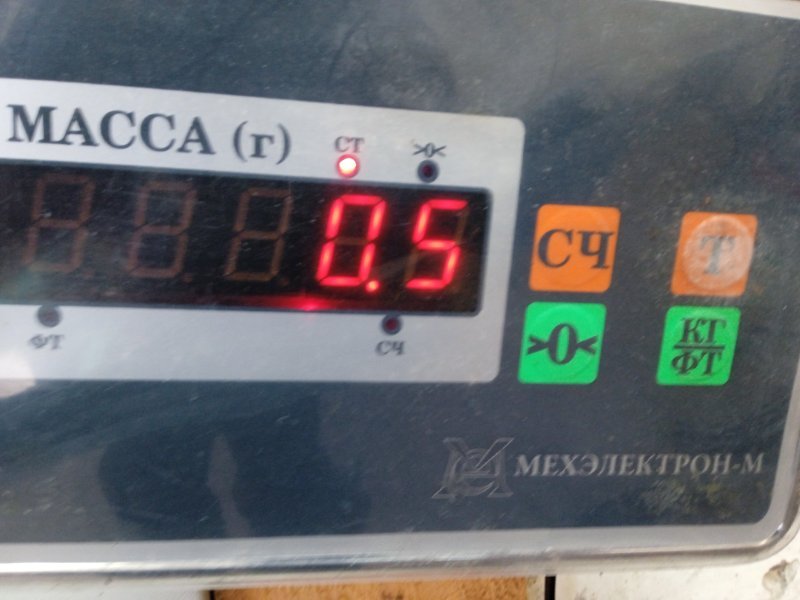 МАССА (г)
СТ
>0<
0.5
ФТ
СЧ
СЧ
Т
>0<
КГ
ФТ
МЕХЭЛЕКТРОН-М